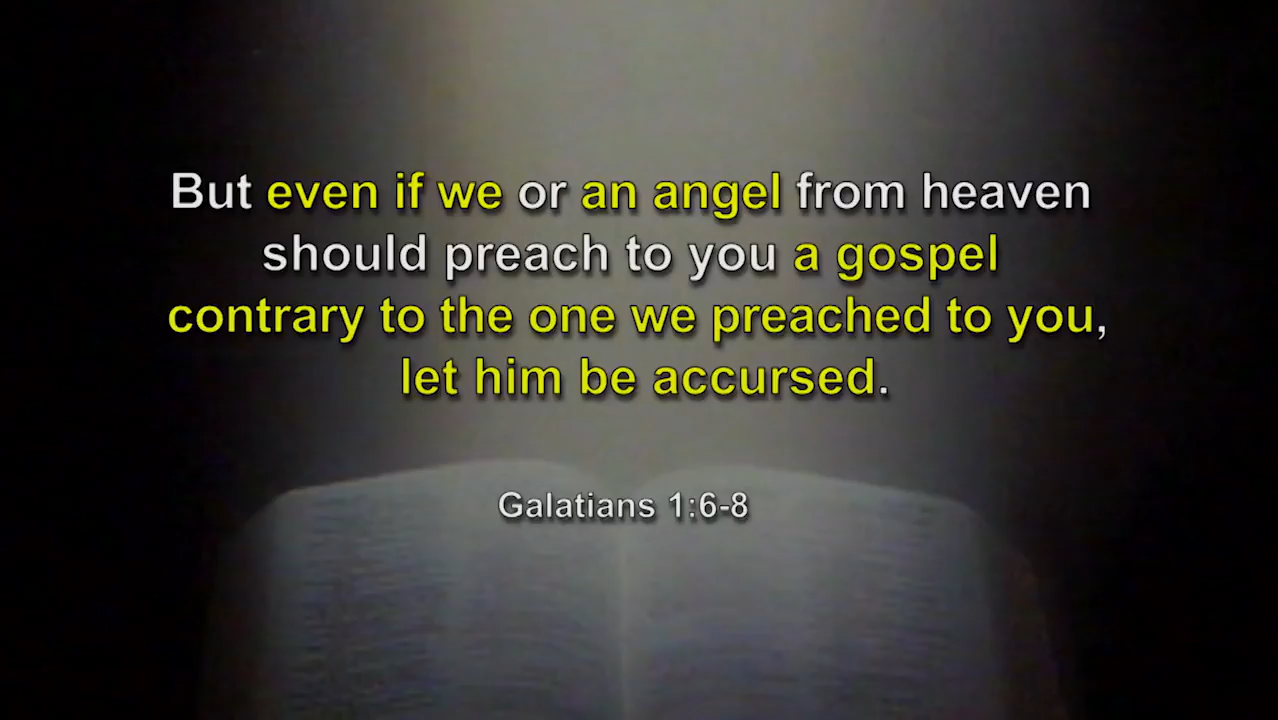 But even if we or an angel from heaven
should preach to you a gospel
contrary to the one we preached to you,
let him be accursed.
Galatians 1:6-8